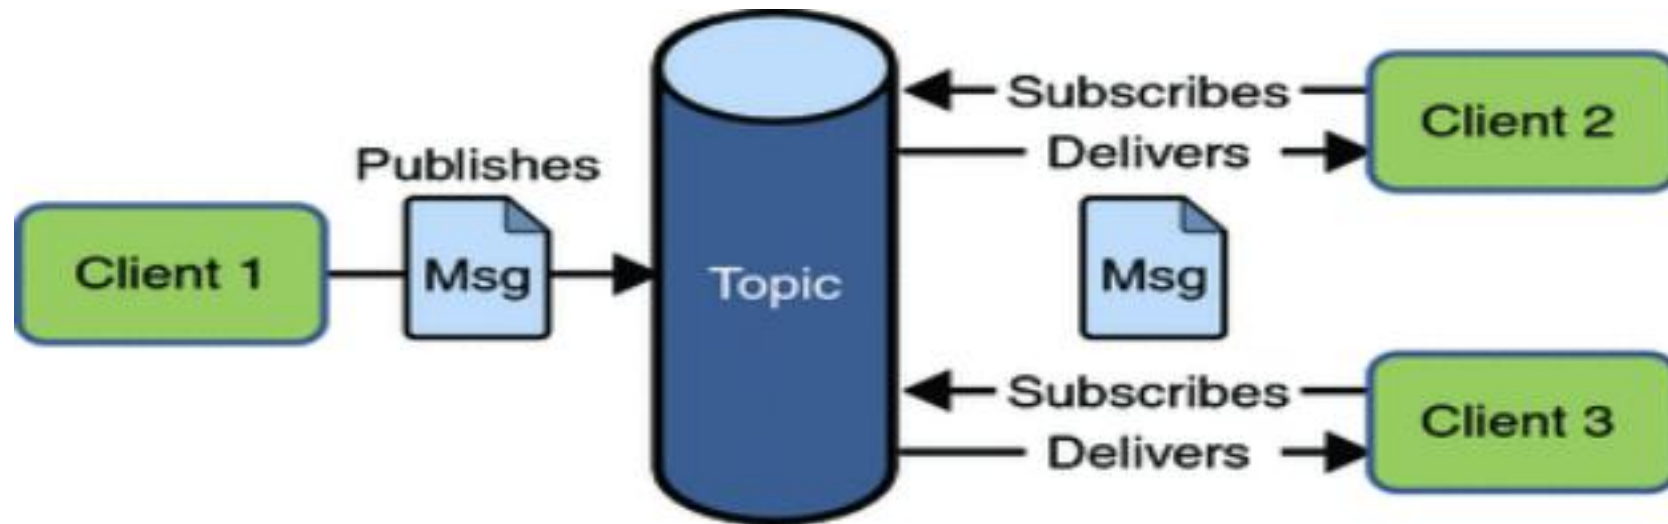 Publishes
Client 1
Msg
Topic
Subscribes
Delivers
Client 2
Msg
Subscribes
Delivers
Client 3